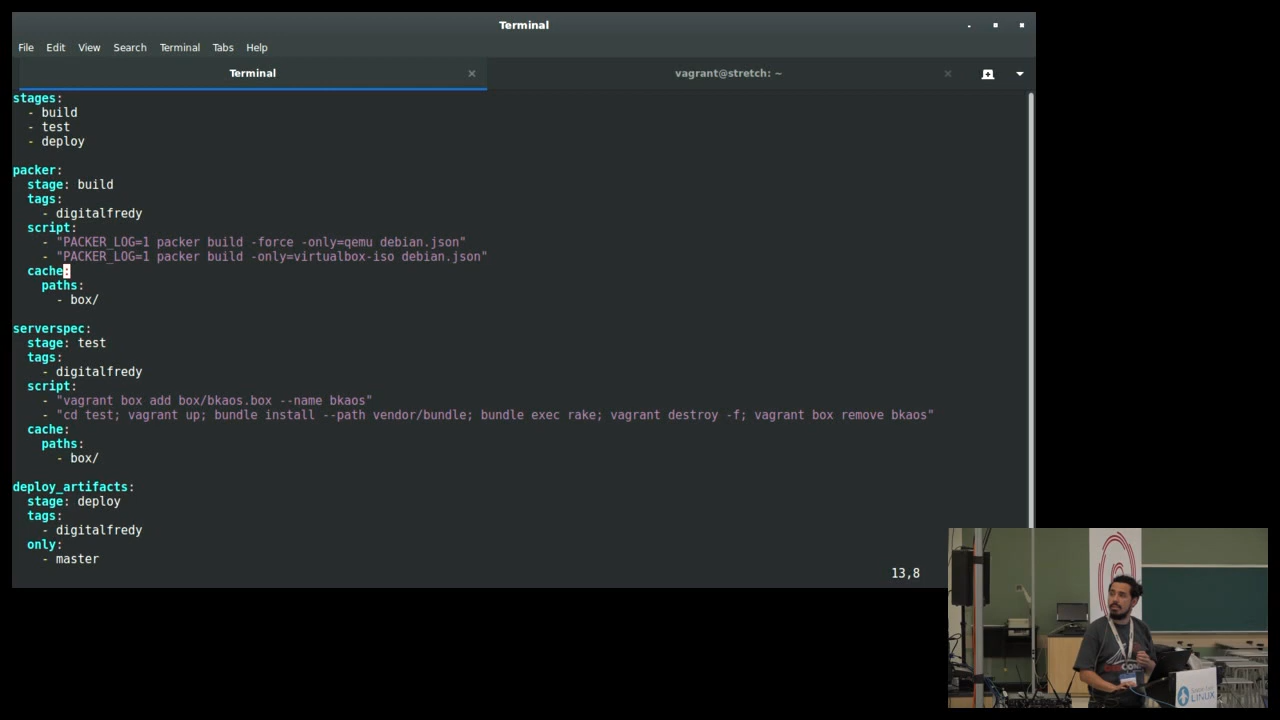 Terminal
File Edit View Search Terminal Tabs Help
Terminal vagrant@stretch: ~
stages:
  - build
  - test
  - deploy

packer:
  stage: build
  tags:
    - digitalfredy
  script:
    - "PACKER_LOG=1 packer build -force -only=qemu debian.json"
    - "PACKER_LOG=1 packer build -only=virtualbox-iso debian.json"
  cache:
    paths:
      - box/

serverspec:
  stage: test
  tags:
    - digitalfredy
  script:
    - "vagrant box add box/bkaos.box --name bkaos"
    - "cd test; vagrant up; bundle install --path vendor/bundle; bundle exec rake; vagrant destroy -f; vagrant box remove bkaos"
  cache:
    paths:
      - box/

deploy_artifacts:
  stage: deploy
  tags:
    - digitalfredy
  only:
    - master
13,8
LINUX